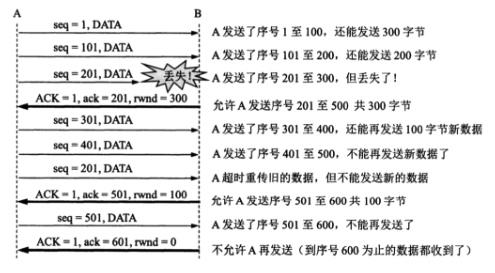 A B
seq = 1, DATA A 发送了序号 1 至 100，还能发送 300 字节
seq = 101, DATA A 发送了序号 101 至 200，还能发送 200 字节
seq = 201, DATA 丢失！ A 发送了序号 201 至 300，但丢失了！
ACK = 1, ack = 201, rwnd = 300 允许 A 发送序号 201 至 500 共 300 字节
seq = 301, DATA A 发送了序号 301 至 400，还能再发送 100 字节新数据
seq = 401, DATA A 发送了序号 401 至 500，不能再发送新数据了
seq = 201, DATA A 超时重传旧的数据，但不能发送新的数据
ACK = 1, ack = 501, rwnd = 100 允许 A 发送序号 501 至 600 共 100 字节
seq = 501, DATA A 发送了序号 501 至 600，不能再发送了
ACK = 1, ack = 601, rwnd = 0 不允许 A 再发送（到序号 600 为止的数据都收到了）